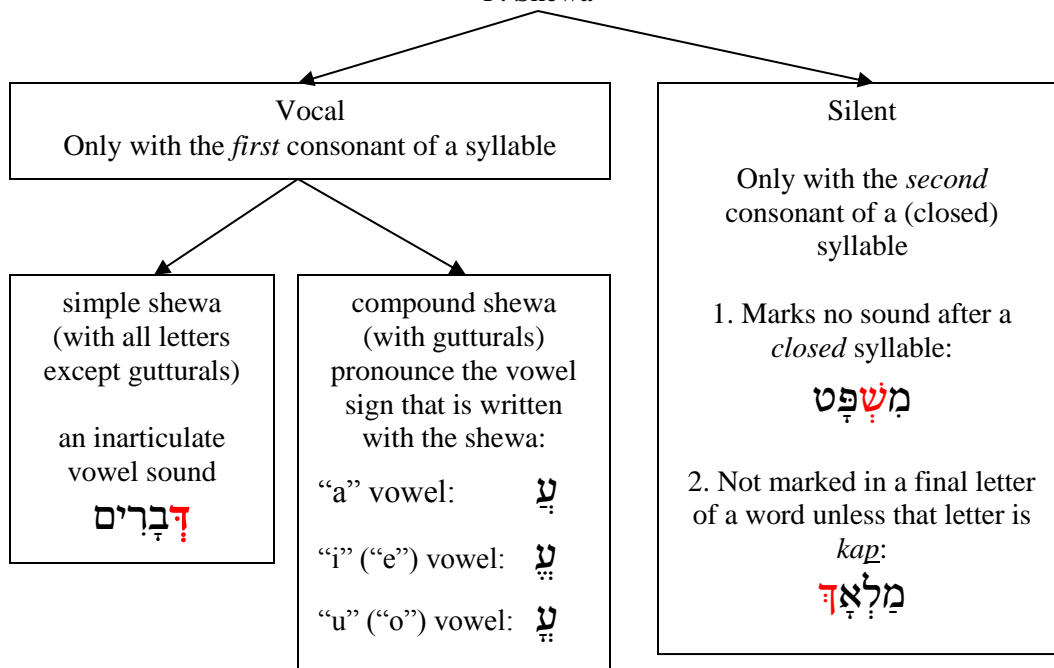 Shewa
Vocal
Only with the first consonant of a syllable
simple shewa
(with all letters
except gutturals)
an inarticulate
vowel sound
דְּבָרִים
compound shewa
(with gutturals)
pronounce the vowel
sign that is written
with the shewa:
“a” vowel: עֲ
“i” (“e”) vowel: עֱ
“u” (“o”) vowel: עֳ
Silent
Only with the second
consonant of a (closed)
syllable
1. Marks no sound after a
closed syllable:
מִשְׁפָּט
2. Not marked in a final letter
of a word unless that letter is
kap:
מַלְאָךְ